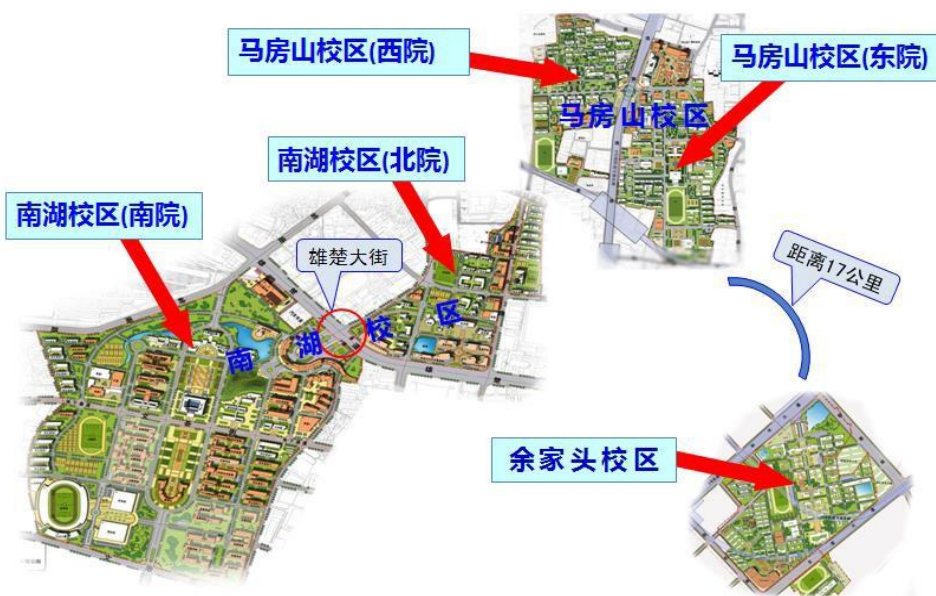 马房山校区(西院)
马房山校区(东院)
马房山校区
南湖校区(北院)
南湖校区(南院)
雄楚大街
距离17公里
南湖校区
余家头校区